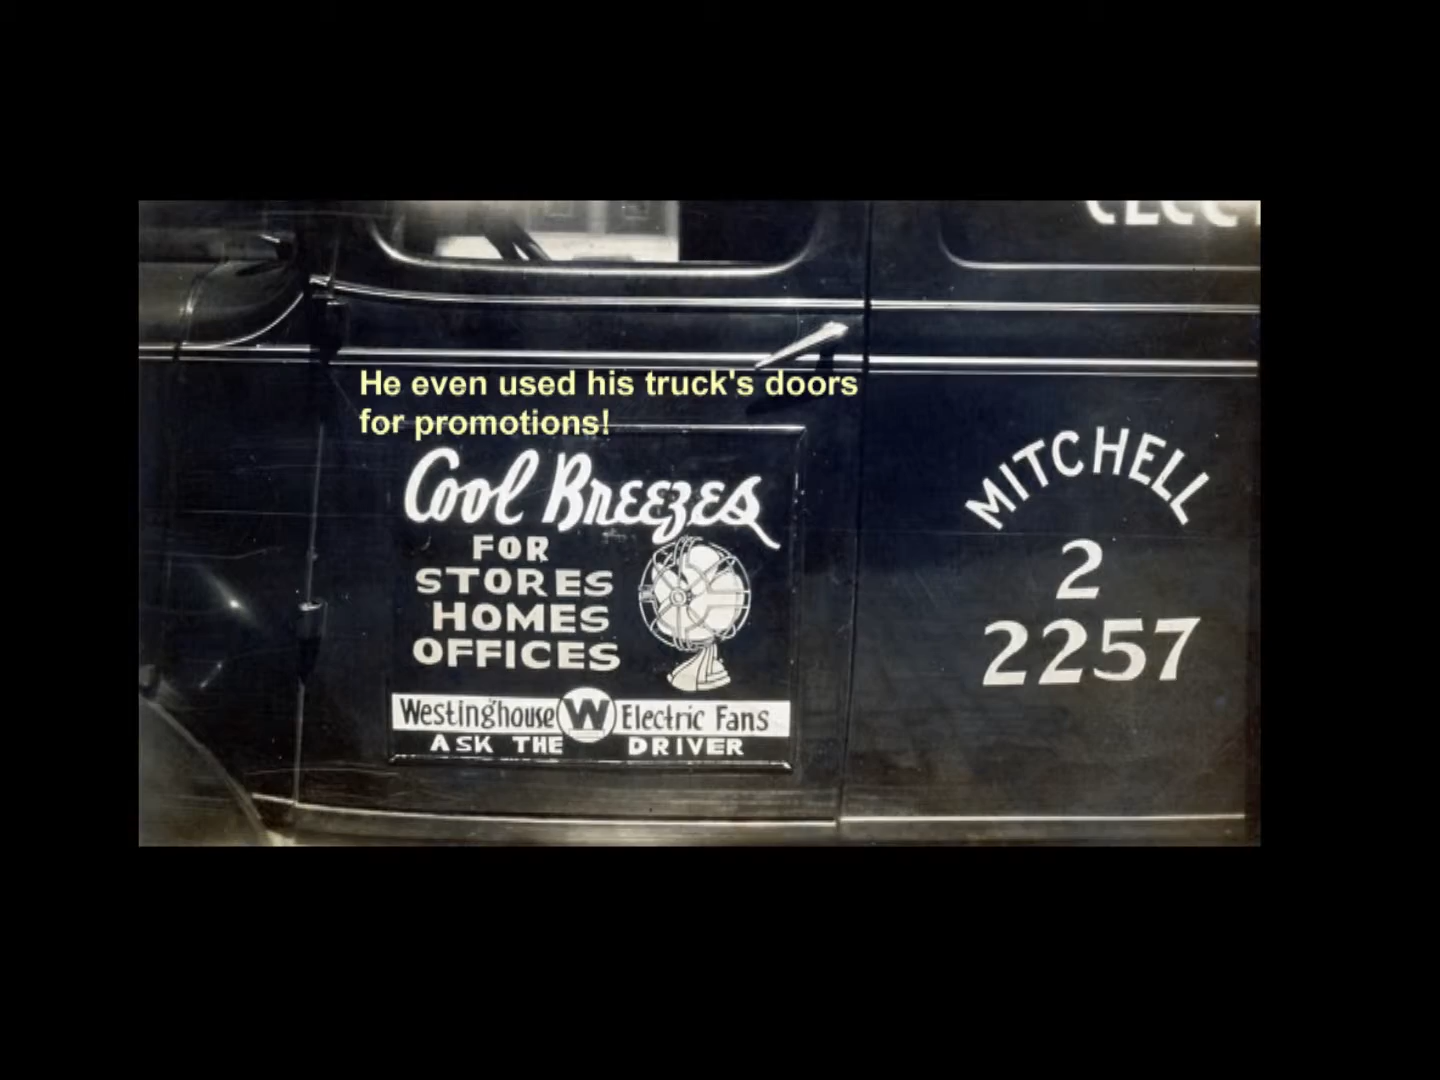 He even used his truck's doors
for promotions!
Cool Breezes
FOR
STORES
HOMES
OFFICES
Westinghouse W Electric Fans
ASK THE DRIVER
MITCHELL
2
2257